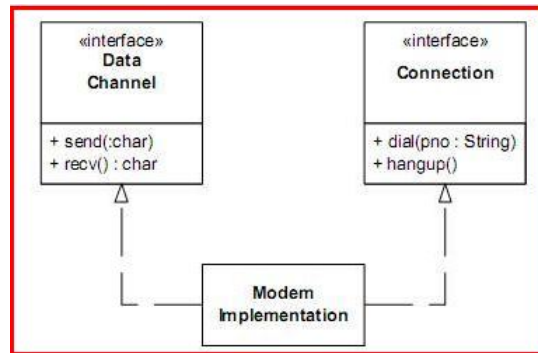 «interface»
Data
Channel
+ send(:char)
+ recv() : char
«interface»
Connection
+ dial(pno : String)
+ hangup()
Modem
Implementation